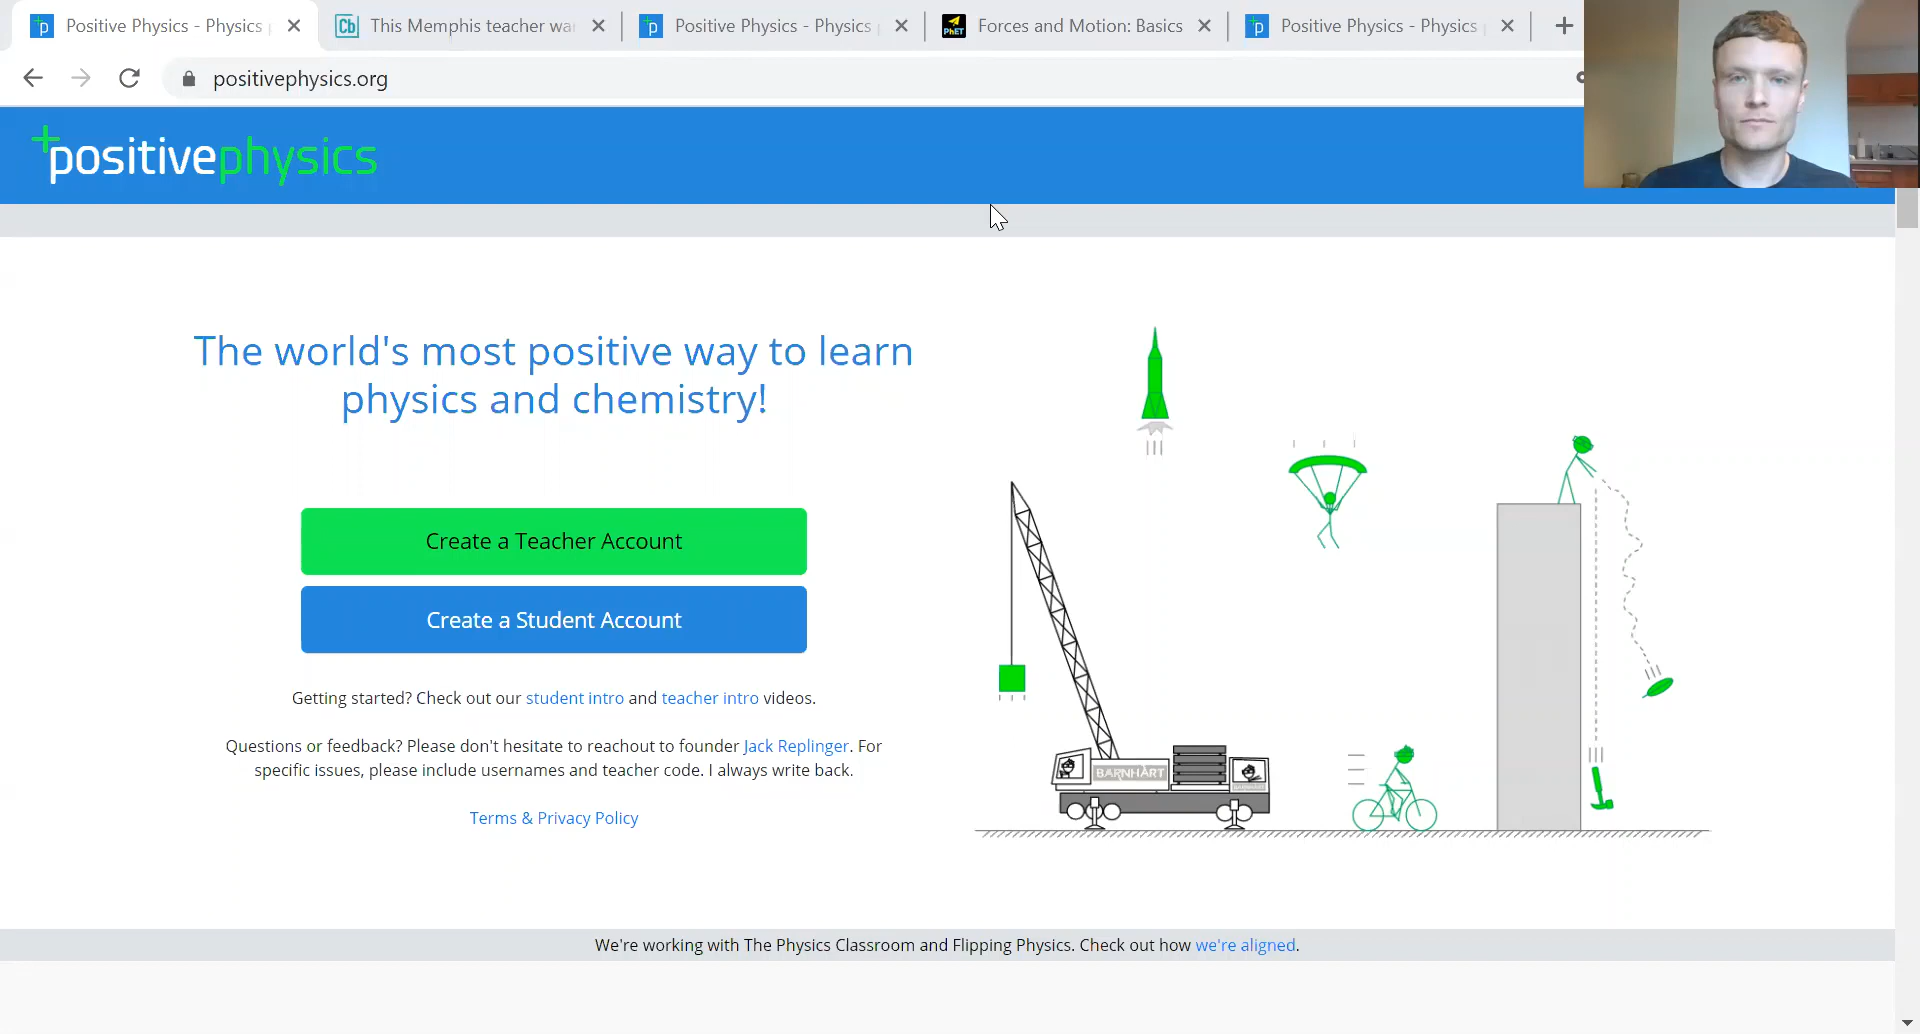 Positive Physics - Physics
This Memphis teacher wa
Positive Physics - Physics
PhET
Forces and Motion: Basics
Positive Physics - Physics
positivephysics.org
positivephysics
The world's most positive way to learn
physics and chemistry!
Create a Teacher Account
Create a Student Account
Getting started? Check out our student intro and teacher intro videos.
Questions or feedback? Please don't hesitate to reachout to founder Jack Replinger. For
specific issues, please include usernames and teacher code. I always write back.
Terms & Privacy Policy
BARNHART
We're working with The Physics Classroom and Flipping Physics. Check out how we're aligned.